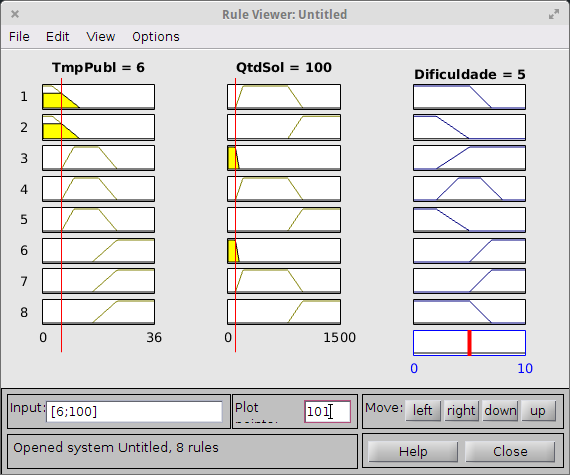 Rule Viewer: Untitled
File Edit View Options
TmpPubl = 6
QtdSol = 100
Dificuldade = 5
1
2
3
4
5
6
7
8
0 36
0 1500
0 10
Input: [6;100]
Plot
points: 101
Move: left right down up
Opened system Untitled, 8 rules
Help Close